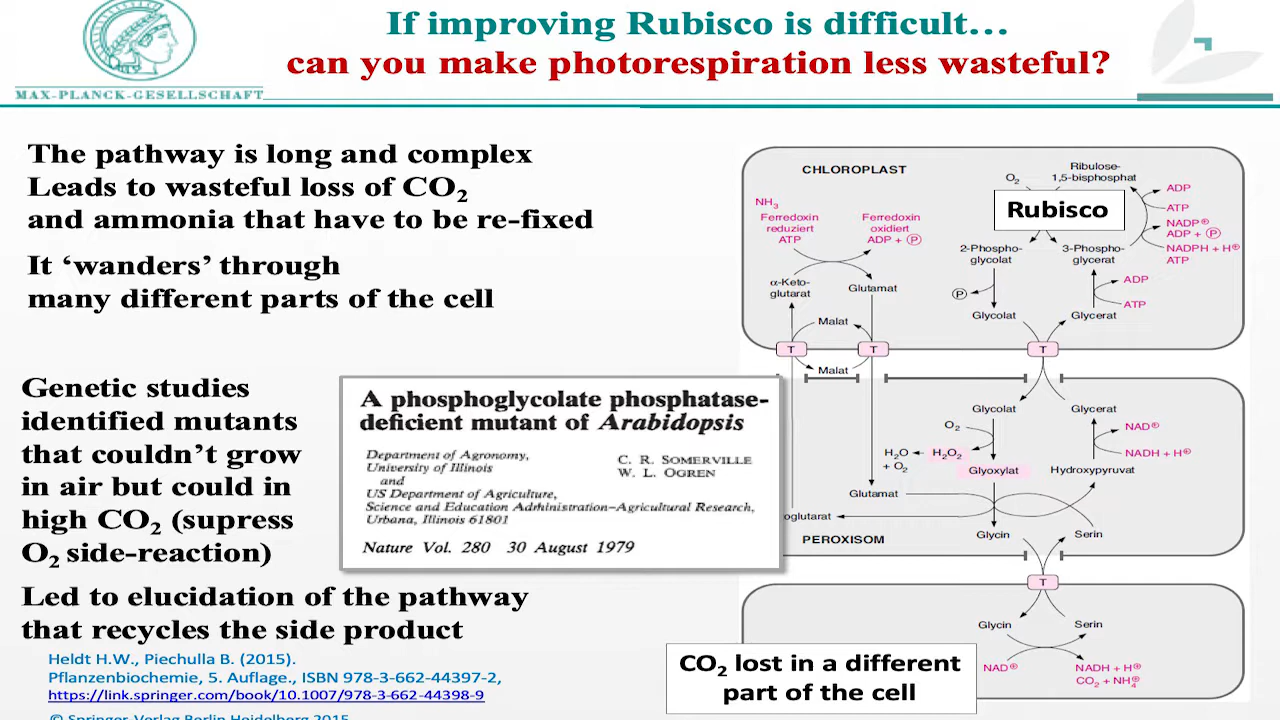 If improving Rubisco is difficult…
can you make photorespiration less wasteful?
MAX-PLANCK-GESELLSCHAFT
The pathway is long and complex
Leads to wasteful loss of CO₂
and ammonia that have to be re-fixed
It ‘wanders’ through
many different parts of the cell
Genetic studies
identified mutants
that couldn’t grow
in air but could in
high CO₂ (supress
O₂ side-reaction)
Led to elucidation of the pathway
that recycles the side product
A phosphoglycolate phosphatase-
deficient mutant of Arabidopsis
Department of Agronomy,
University of Illinois
and
US Department of Agriculture,
Science and Education Administration–Agricultural Research,
Urbana, Illinois 61801
C. R. SOMERVILLE
W. L. OGREN
Nature Vol. 280 30 August 1979
Heldt H.W., Piechulla B. (2015).
Pflanzenbiochemie, 5. Auflage., ISBN 978-3-662-44397-2,
https://link.springer.com/book/10.1007/978-3-662-44398-9
© Springer-Verlag Berlin Heidelberg 2015
CHLOROPLAST
O₂
Ribulose-
1,5-bisphosphat
Rubisco
ADP
ATP
NADP⊕
ADP + Ⓟ
NADPH + H⊕
ATP
NH₃
Ferredoxin
reduziert
ATP
Ferredoxin
oxidiert
ADP + Ⓟ
2-Phospho-
glycolat
3-Phospho-
glycerat
α-Keto-
glutarat
Glutamat
Ⓟ
ADP
ATP
Malat
Glycolat
Glycerat
T
T
T
Malat
Glycolat
Glycerat
O₂
NAD⊕
H₂O
+ O₂
H₂O₂
NADH + H⊕
Glyoxylat
Hydroxypyruvat
Glutamat
oglutarat
PEROXISOM
Glycin
Serin
T
Glycin
Serin
NAD⊕
NADH + H⊕
CO₂ + NH₄⊕
CO₂ lost in a different
part of the cell